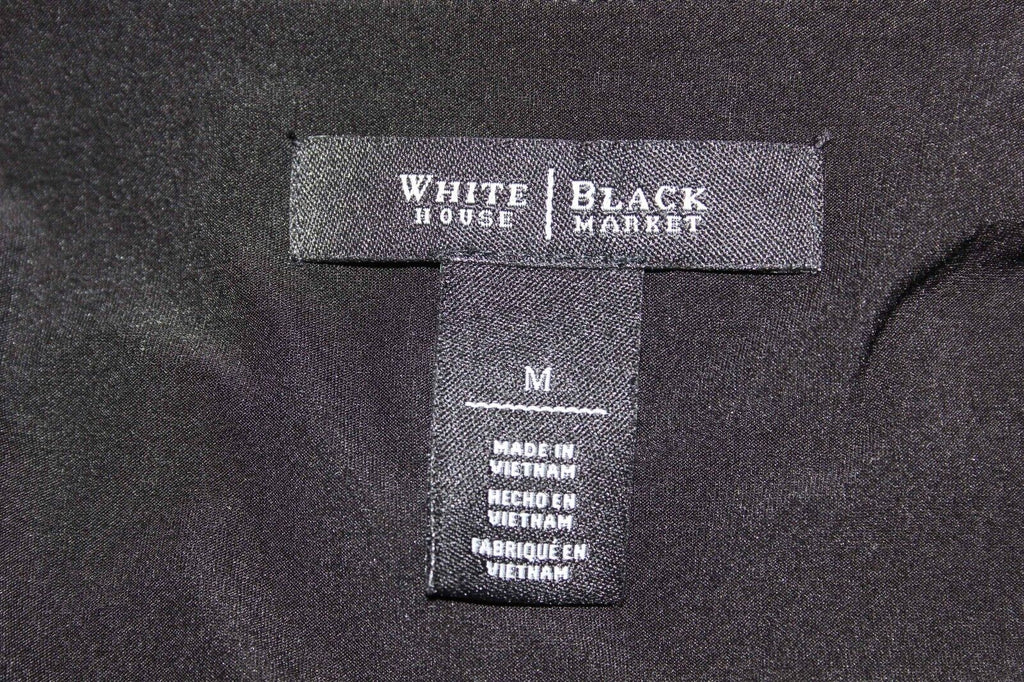 WHITE | BLACK
HOUSE | MARKET
M
MADE IN
VIETNAM
HECHO EN
VIETNAM
FABRIQUÉ EN
VIETNAM